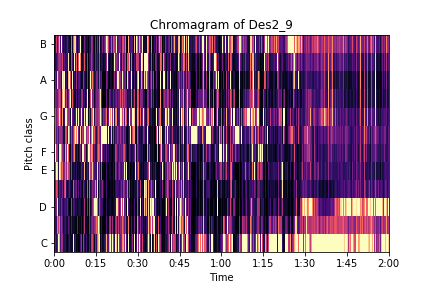 Chromagram of Des2_9
B
A
G
F
E
D
C
Pitch class
0:00 0:15 0:30 0:45 1:00 1:15 1:30 1:45 2:00
Time